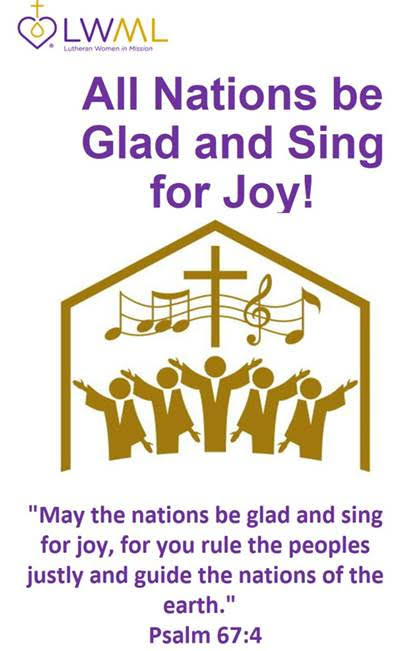 LWML
Lutheran Women in Mission
All Nations be
Glad and Sing
for Joy!
"May the nations be glad and sing
for joy, for you rule the peoples
justly and guide the nations of the
earth."
Psalm 67:4